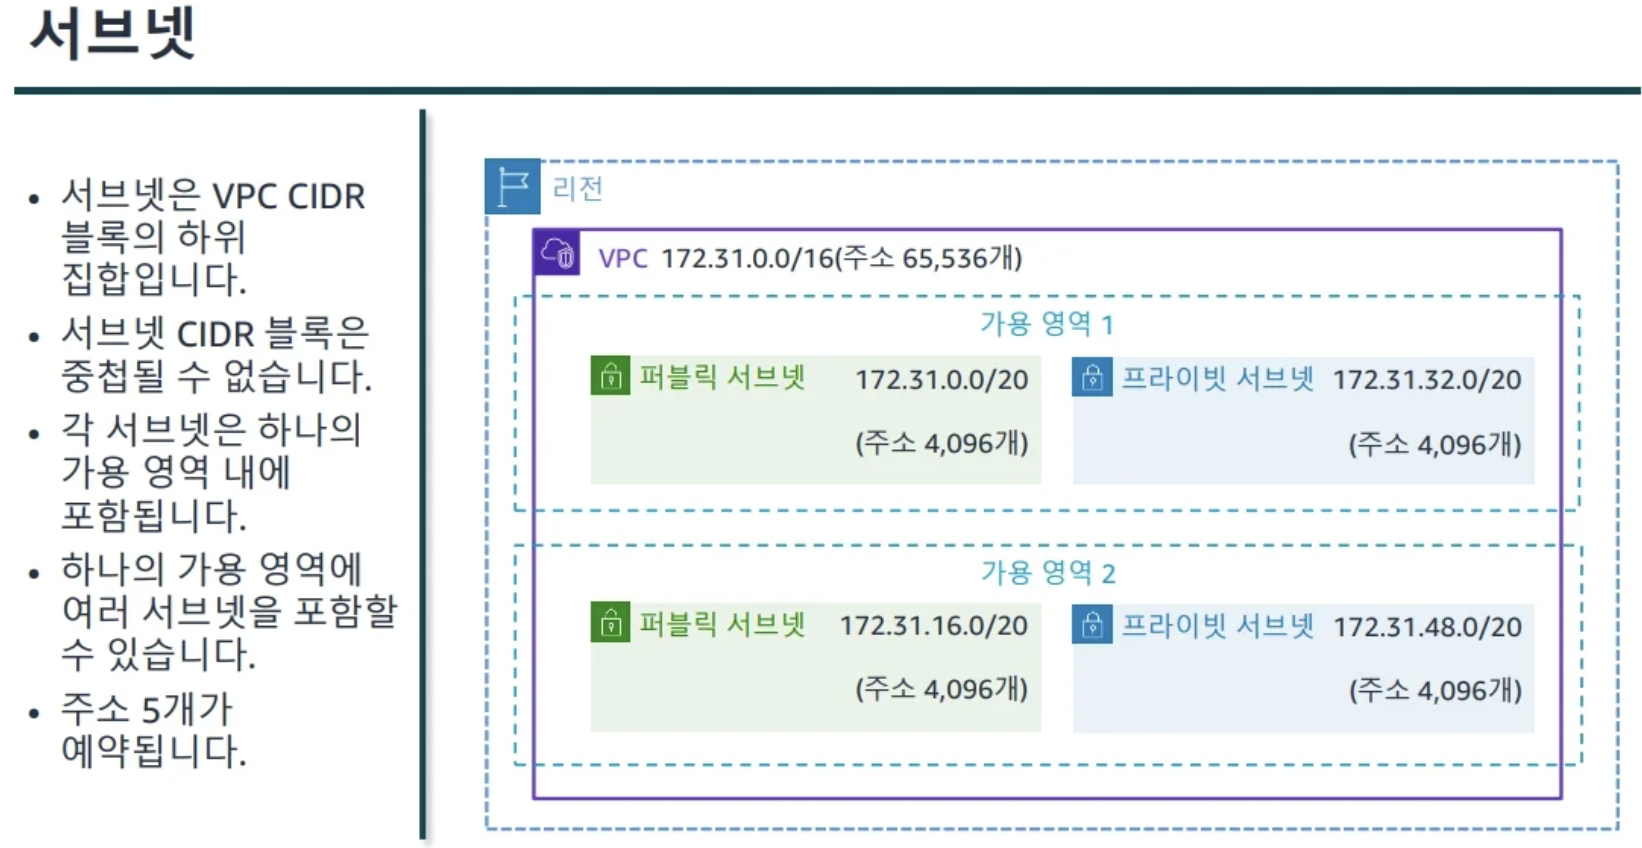 서브넷
• 서브넷은 VPC CIDR
블록의 하위
집합입니다.
• 서브넷 CIDR 블록은
중첩될 수 없습니다.
• 각 서브넷은 하나의
가용 영역 내에
포함됩니다.
• 하나의 가용 영역에
여러 서브넷을 포함할
수 있습니다.
• 주소 5개가
예약됩니다.
리전
VPC 172.31.0.0/16(주소 65,536개)
가용 영역 1
퍼블릭 서브넷 172.31.0.0/20
(주소 4,096개)
프라이빗 서브넷 172.31.32.0/20
(주소 4,096개)
가용 영역 2
퍼블릭 서브넷 172.31.16.0/20
(주소 4,096개)
프라이빗 서브넷 172.31.48.0/20
(주소 4,096개)